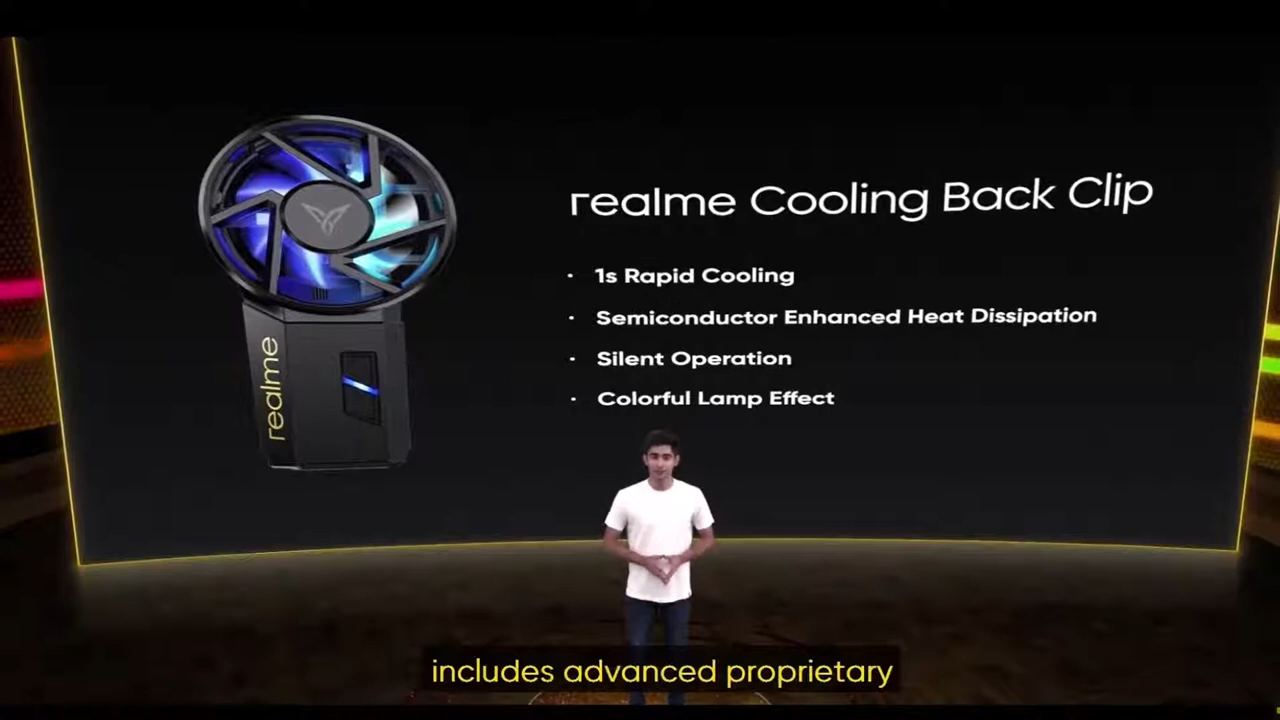 realme Cooling Back Clip
· 1s Rapid Cooling
· Semiconductor Enhanced Heat Dissipation
· Silent Operation
· Colorful Lamp Effect
realme
includes advanced proprietary